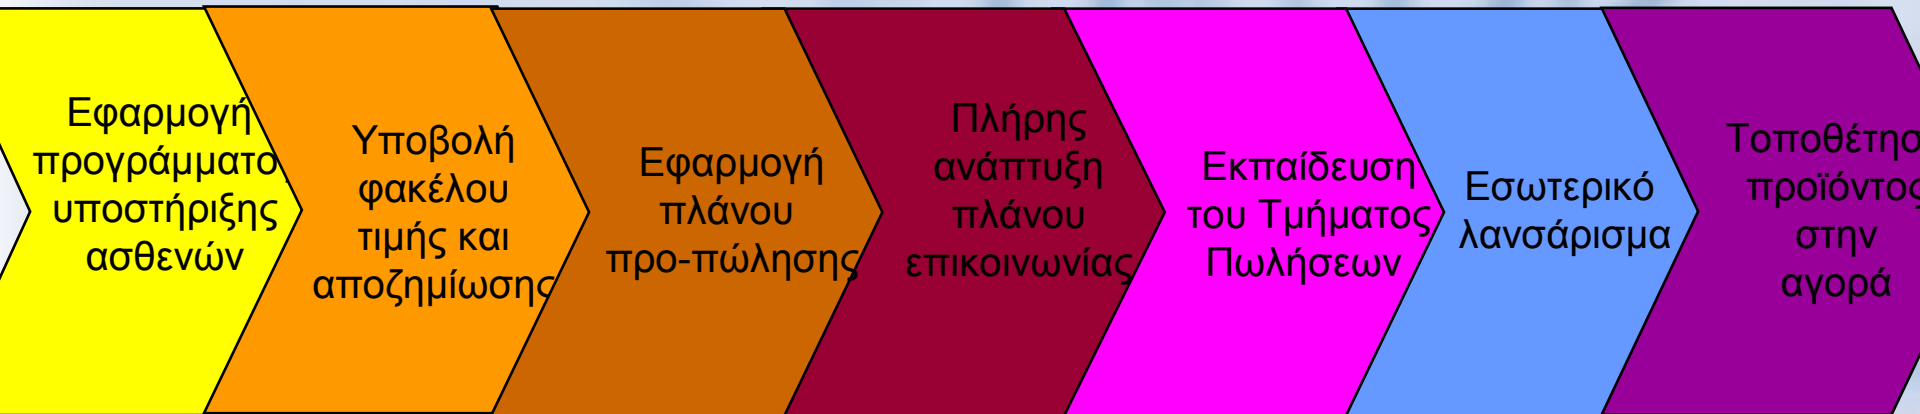 Εφαρμογή
προγράμματο
υποστήριξης
ασθενών
Υποβολή
φακέλου
τιμής και
αποζημίωσης
Εφαρμογή
πλάνου
προ-πώλησης
Πλήρης
ανάπτυξη
πλάνου
επικοινωνίας
Εκπαίδευση
του Τμήματος
Πωλήσεων
Εσωτερικό
λανσάρισμα
Τοποθέτησ
προϊόντος
στην
αγορά